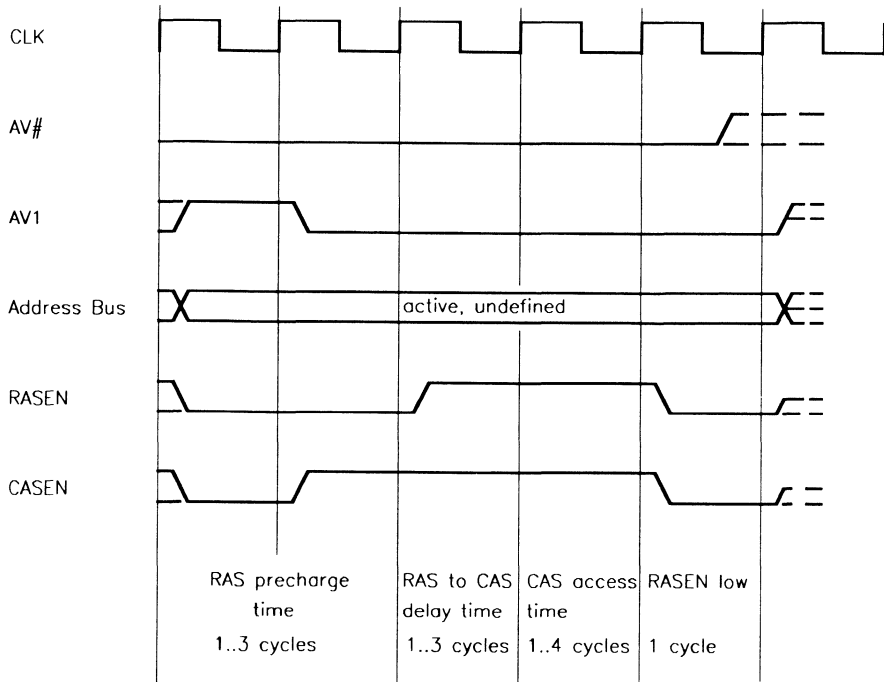 CLK
AV#
AV1
Address Bus
active, undefined
RASEN
CASEN
RAS precharge
time
1..3 cycles
RAS to CAS
delay time
1..3 cycles
CAS access
time
1..4 cycles
RASEN low
1 cycle